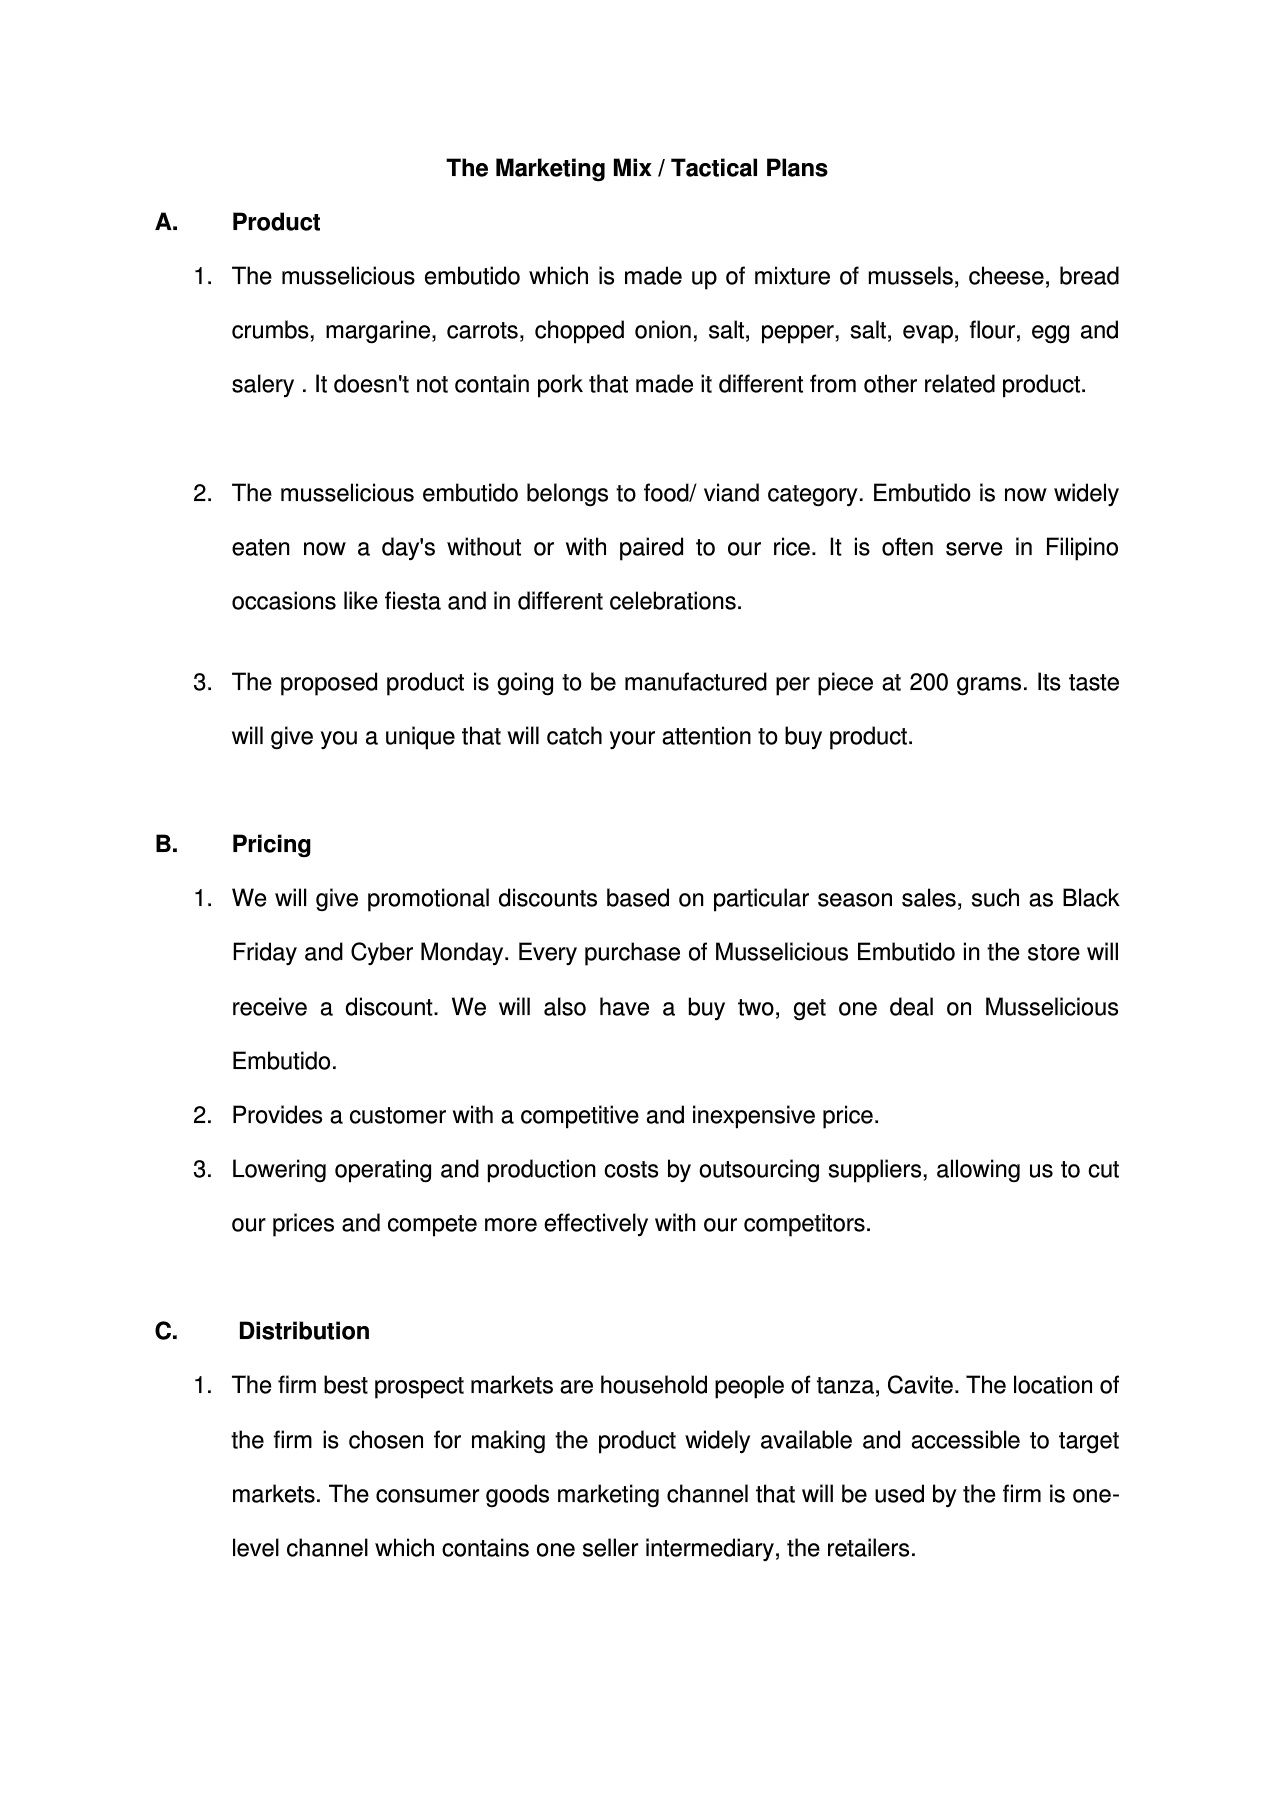 The Marketing Mix / Tactical Plans
A. Product
1. The musselicious embutido which is made up of mixture of mussels, cheese, bread
crumbs, margarine, carrots, chopped onion, salt, pepper, salt, evap, flour, egg and
salery . It doesn't not contain pork that made it different from other related product.
2. The musselicious embutido belongs to food/ viand category. Embutido is now widely
eaten now a day's without or with paired to our rice. It is often serve in Filipino
occasions like fiesta and in different celebrations.
3. The proposed product is going to be manufactured per piece at 200 grams. Its taste
will give you a unique that will catch your attention to buy product.
B. Pricing
1. We will give promotional discounts based on particular season sales, such as Black
Friday and Cyber Monday. Every purchase of Musselicious Embutido in the store will
receive a discount. We will also have a buy two, get one deal on Musselicious
Embutido.
2. Provides a customer with a competitive and inexpensive price.
3. Lowering operating and production costs by outsourcing suppliers, allowing us to cut
our prices and compete more effectively with our competitors.
C. Distribution
1. The firm best prospect markets are household people of tanza, Cavite. The location of
the firm is chosen for making the product widely available and accessible to target
markets. The consumer goods marketing channel that will be used by the firm is one-
level channel which contains one seller intermediary, the retailers.